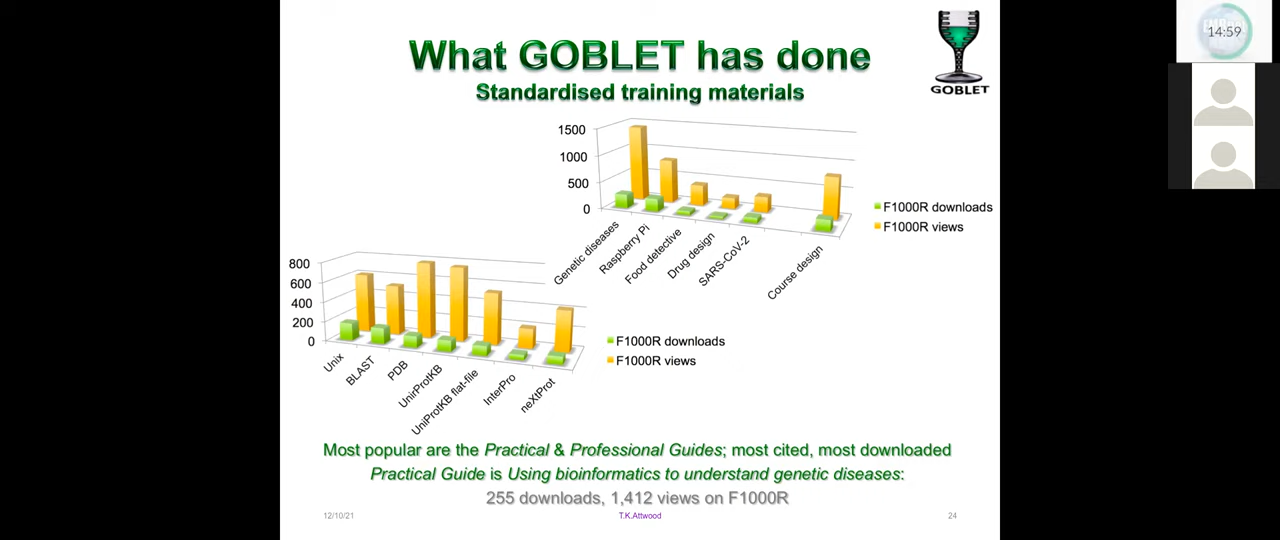 What GOBLET has done
Standardised training materials
GOBLET
14:59
1500
1000
500
0
Genetic diseases
Raspberry Pi
Food detective
Drug design
SARS-CoV-2
Course design
F1000R downloads
F1000R views
800
600
400
200
0
Unix
BLAST
PDB
UnirProtKB
UniProtKB flat-file
InterPro
neXtProt
F1000R downloads
F1000R views
Most popular are the Practical & Professional Guides; most cited, most downloaded
Practical Guide is Using bioinformatics to understand genetic diseases:
255 downloads, 1,412 views on F1000R
12/10/21
T.K.Attwood
24